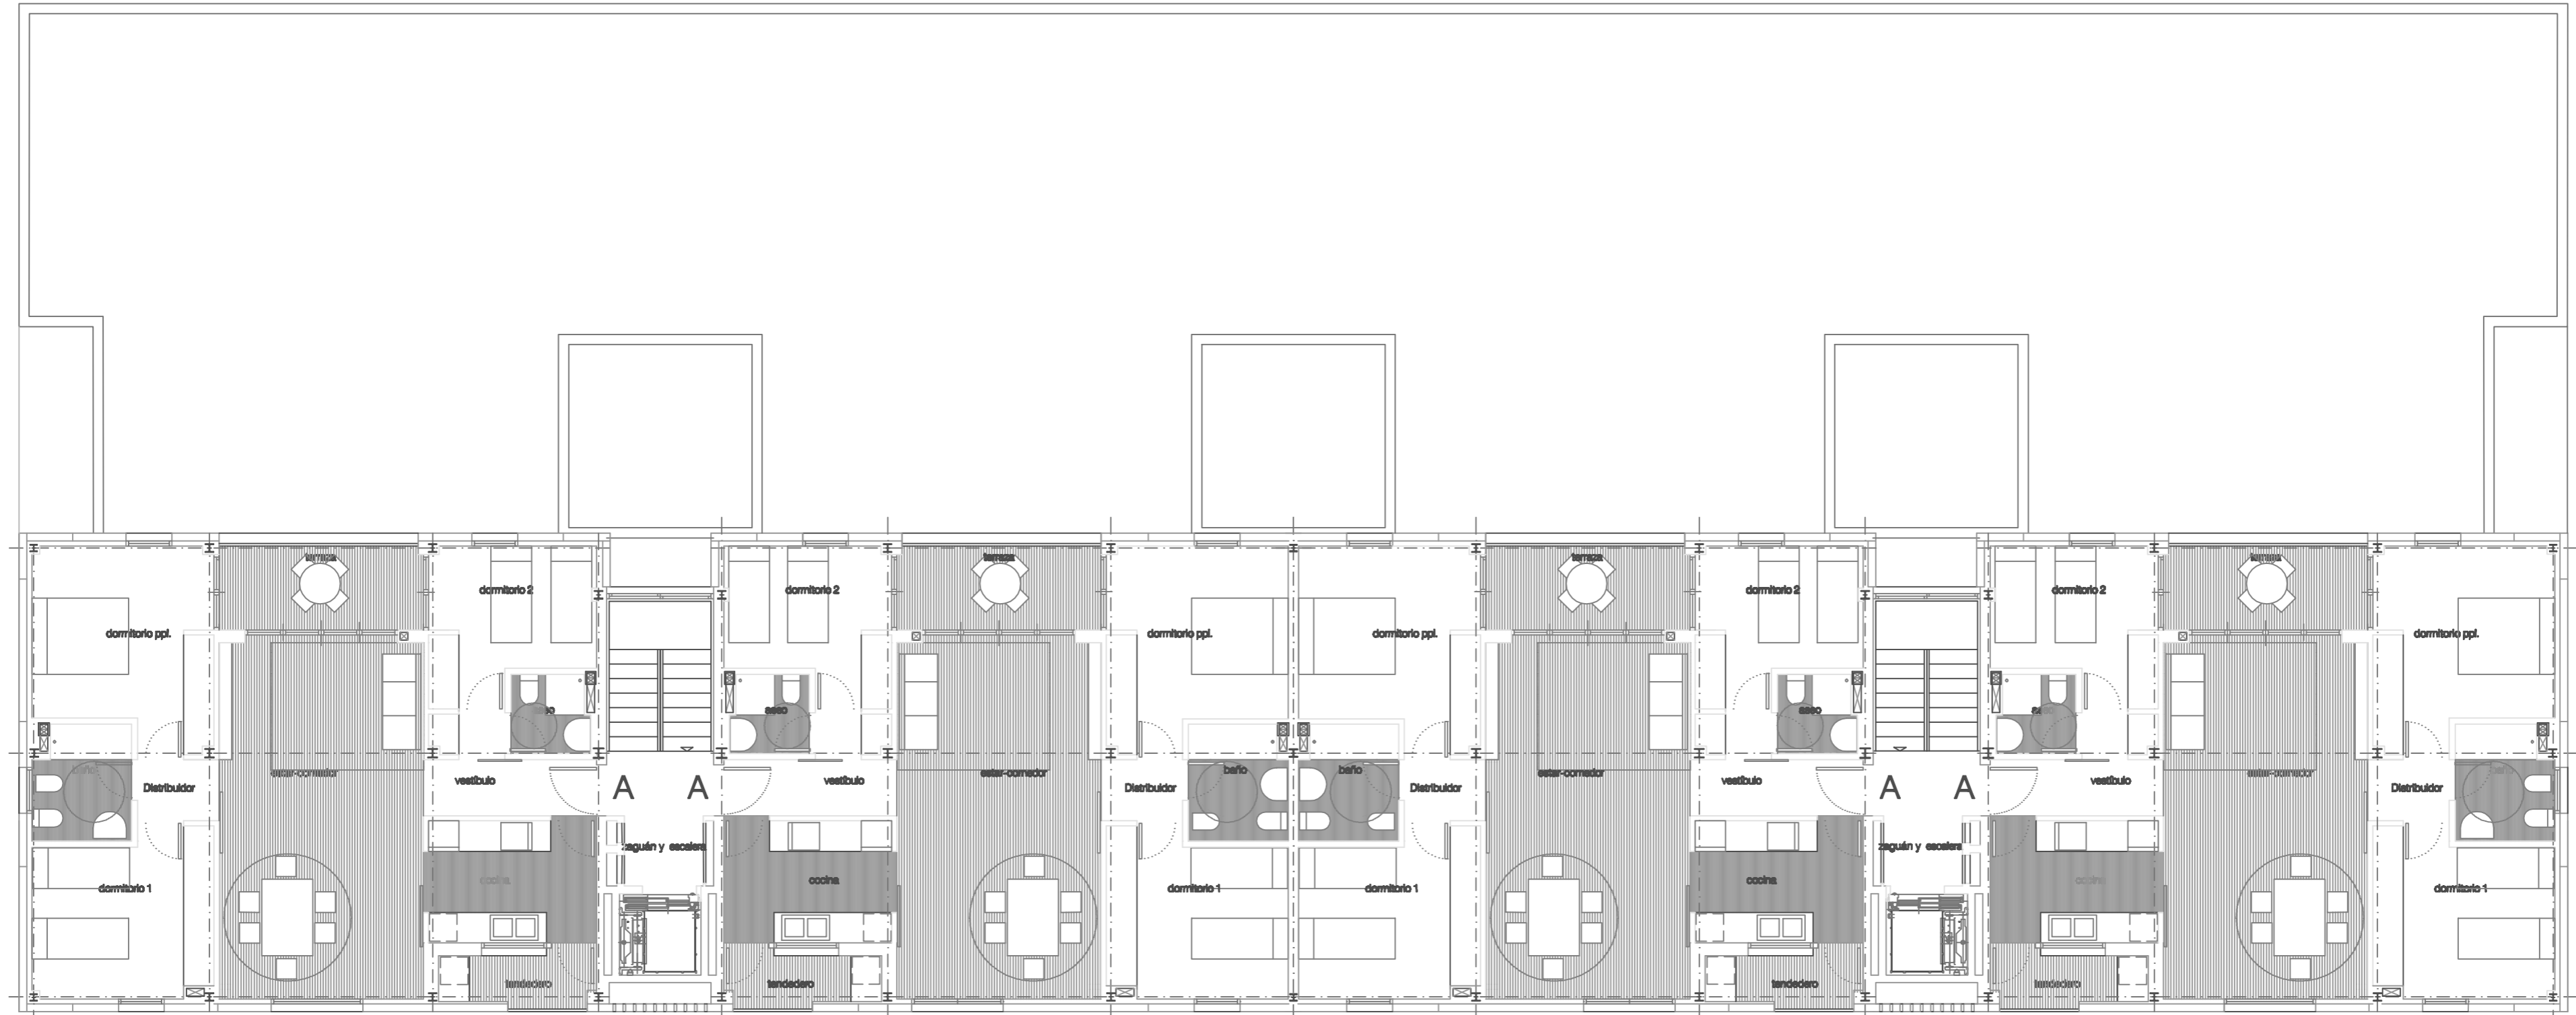 terraza terraza terraza terraza
dormitorio 2 dormitorio 2 dormitorio 2 dormitorio 2
dormitorio ppl. dormitorio ppl. dormitorio ppl. dormitorio ppl.
aseo aseo aseo aseo
estar-comedor estar-comedor estar-comedor estar-comedor
baño baño baño baño
vestíbulo vestíbulo vestíbulo vestíbulo
Distribuidor A A Distribuidor Distribuidor A A Distribuidor
zaguán y escalera zaguán y escalera
cocina cocina cocina cocina
dormitorio 1 dormitorio 1 dormitorio 1 dormitorio 1
tendedero tendedero tendedero tendedero